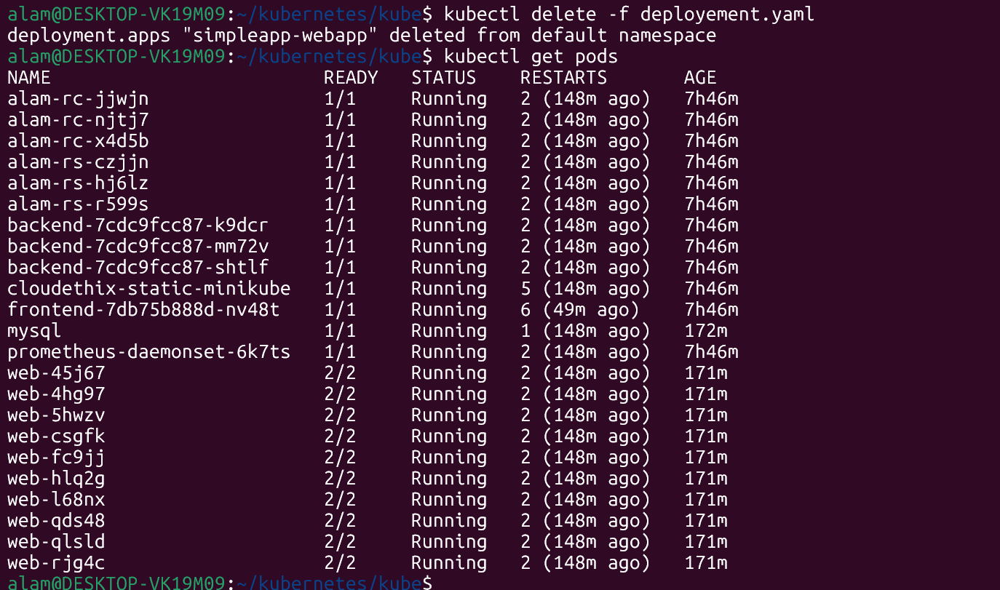 alam@DESKTOP-VK19M09:~/kubernetes/kube$ kubectl delete -f deployement.yaml
deployment.apps "simpleapp-webapp" deleted from default namespace
alam@DESKTOP-VK19M09:~/kubernetes/kube$ kubectl get pods
NAME READY STATUS RESTARTS AGE
alam-rc-jjwjn 1/1 Running 2 (148m ago) 7h46m
alam-rc-njtj7 1/1 Running 2 (148m ago) 7h46m
alam-rc-x4d5b 1/1 Running 2 (148m ago) 7h46m
alam-rs-czjjn 1/1 Running 2 (148m ago) 7h46m
alam-rs-hj6lz 1/1 Running 2 (148m ago) 7h46m
alam-rs-r599s 1/1 Running 2 (148m ago) 7h46m
backend-7cdc9fcc87-k9dcr 1/1 Running 2 (148m ago) 7h46m
backend-7cdc9fcc87-mm72v 1/1 Running 2 (148m ago) 7h46m
backend-7cdc9fcc87-shtlf 1/1 Running 2 (148m ago) 7h46m
cloudethix-static-minikube 1/1 Running 5 (148m ago) 7h46m
frontend-7db75b888d-nv48t 1/1 Running 6 (49m ago) 7h46m
mysql 1/1 Running 1 (148m ago) 172m
prometheus-daemonset-6k7ts 1/1 Running 2 (148m ago) 7h46m
web-45j67 2/2 Running 2 (148m ago) 171m
web-4hg97 2/2 Running 2 (148m ago) 171m
web-5hwzv 2/2 Running 2 (148m ago) 171m
web-csgfk 2/2 Running 2 (148m ago) 171m
web-fc9jj 2/2 Running 2 (148m ago) 171m
web-hlq2g 2/2 Running 2 (148m ago) 171m
web-l68nx 2/2 Running 2 (148m ago) 171m
web-qds48 2/2 Running 2 (148m ago) 171m
web-qlsld 2/2 Running 2 (148m ago) 171m
web-rjg4c 2/2 Running 2 (148m ago) 171m
alam@DESKTOP-VK19M09:~/kubernetes/kube$